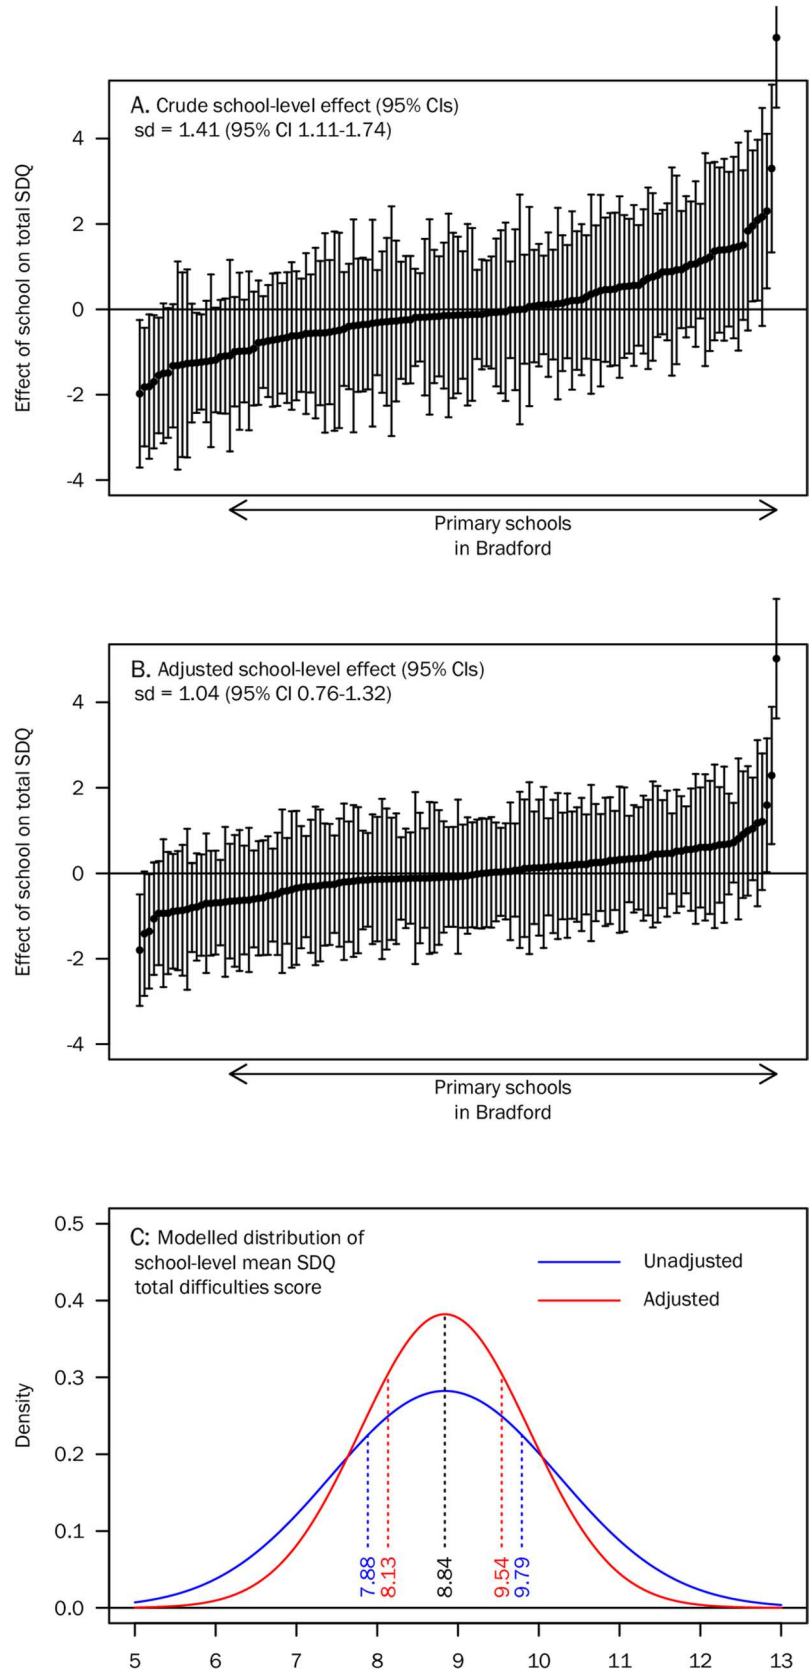 A. Crude school-level effect (95% CIs)
sd = 1.41 (95% CI 1.11-1.74)
Effect of school on total SDQ
4
2
0
-2
-4
Primary schools
in Bradford
B. Adjusted school-level effect (95% CIs)
sd = 1.04 (95% CI 0.76-1.32)
Effect of school on total SDQ
4
2
0
-2
-4
Primary schools
in Bradford
C: Modelled distribution of
school-level mean SDQ
total difficulties score
Unadjusted
Adjusted
Density
0.5
0.4
0.3
0.2
0.1
0.0
7.88
8.13
8.84
9.54
9.79
5 6 7 8 9 10 11 12 13